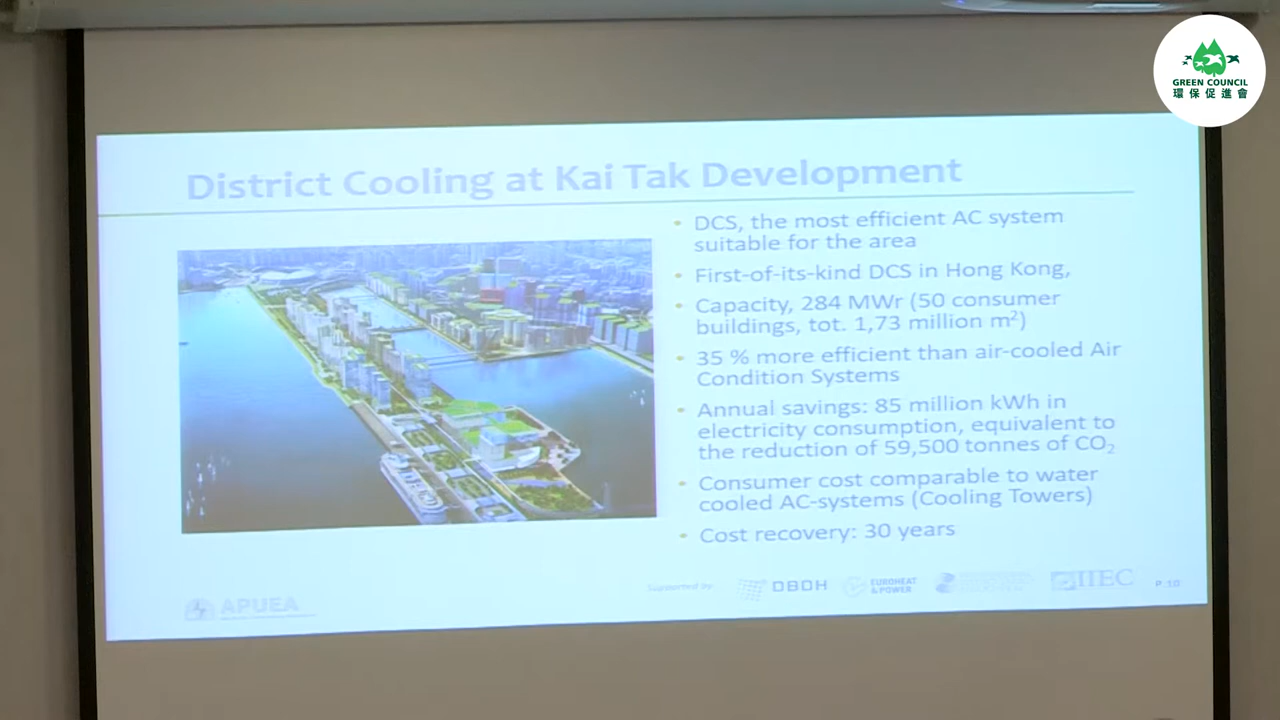 GREEN COUNCIL
環保促進會
District Cooling at Kai Tak Development
• DCS, the most efficient AC system
suitable for the area
• First-of-its-kind DCS in Hong Kong,
• Capacity, 284 MWr (50 consumer
buildings, tot. 1,73 million m²)
• 35 % more efficient than air-cooled Air
Condition Systems
• Annual savings: 85 million kWh in
electricity consumption, equivalent to
the reduction of 59,500 tonnes of CO₂
• Consumer cost comparable to water
cooled AC-systems (Cooling Towers)
• Cost recovery: 30 years
Supported by:
DBDH
EUROHEAT
& POWER
IIEC
P 10
APUEA